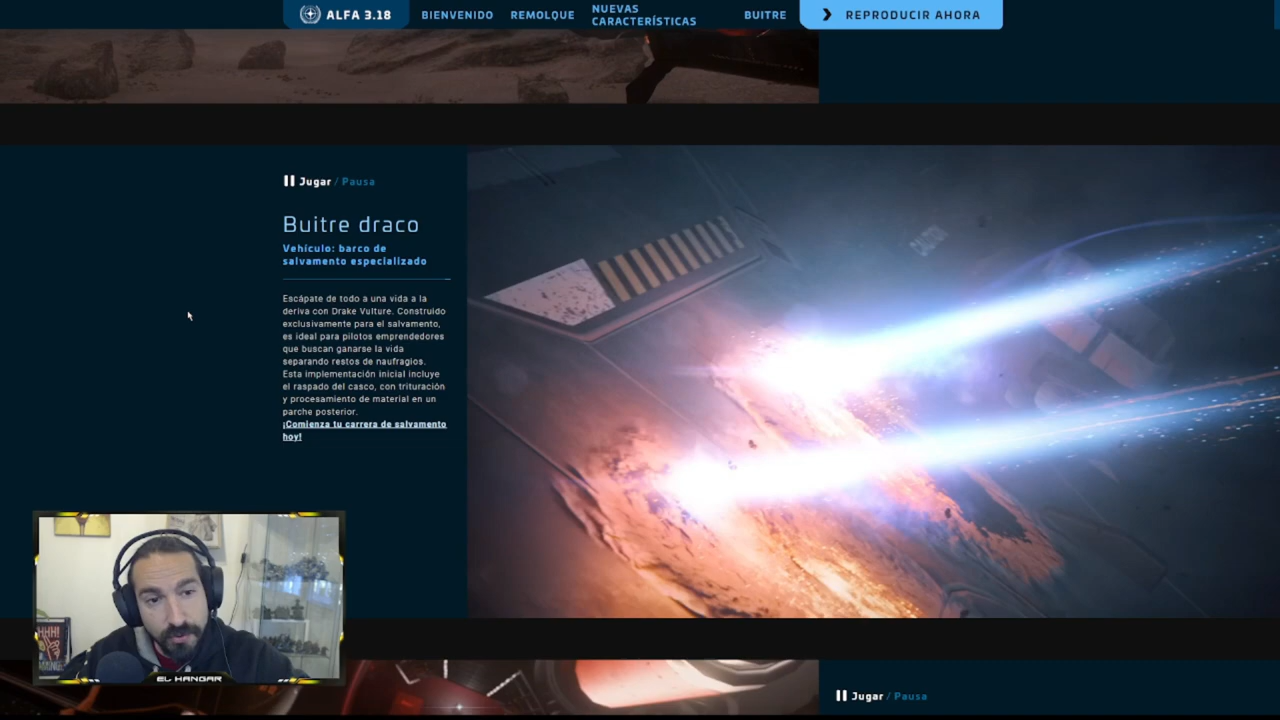 ALFA 3.18
BIENVENIDO
REMOLQUE
NUEVAS
CARACTERÍSTICAS
BUITRE
REPRODUCIR AHORA
Jugar / Pausa
Buitre draco
Vehículo: barco de
salvamento especializado
Escápate de todo a una vida a la
deriva con Drake Vulture. Construido
exclusivamente para el salvamento,
es ideal para pilotos emprendedores
que buscan ganarse la vida
separando restos de naufragios.
Esta implementación inicial incluye
el raspado del casco, con trituración
y procesamiento de material en un
parche posterior.
¡Comienza tu carrera de salvamento
hoy!
EL HANGAR
Jugar / Pausa